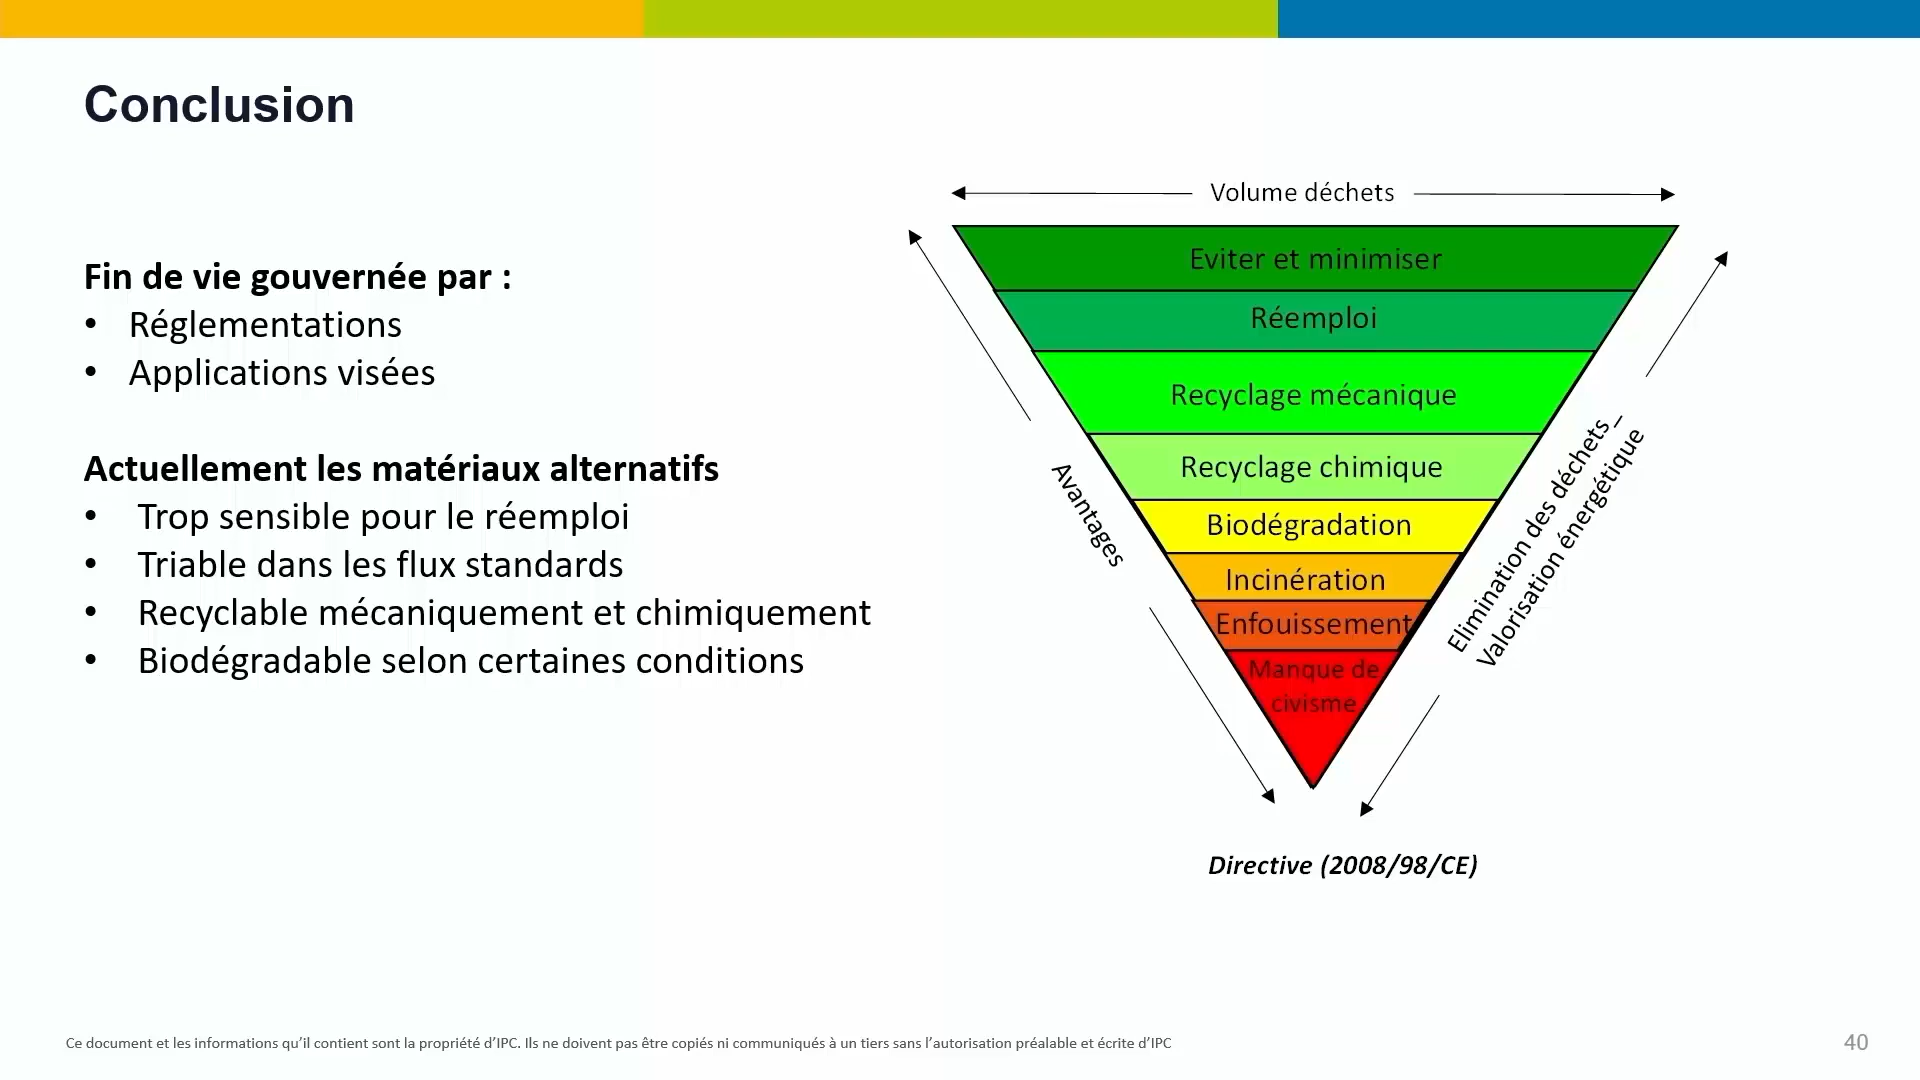 Conclusion
Fin de vie gouvernée par :
• Réglementations
• Applications visées
Actuellement les matériaux alternatifs
• Trop sensible pour le réemploi
• Triable dans les flux standards
• Recyclable mécaniquement et chimiquement
• Biodégradable selon certaines conditions
Volume déchets
Eviter et minimiser
Réemploi
Recyclage mécanique
Recyclage chimique
Biodégradation
Incinération
Enfouissement
Manque de
civisme
Avantages
Elimination des déchets_
Valorisation énergétique
Directive (2008/98/CE)
Ce document et les informations qu’il contient sont la propriété d’IPC. Ils ne doivent pas être copiés ni communiqués à un tiers sans l’autorisation préalable et écrite d’IPC
40